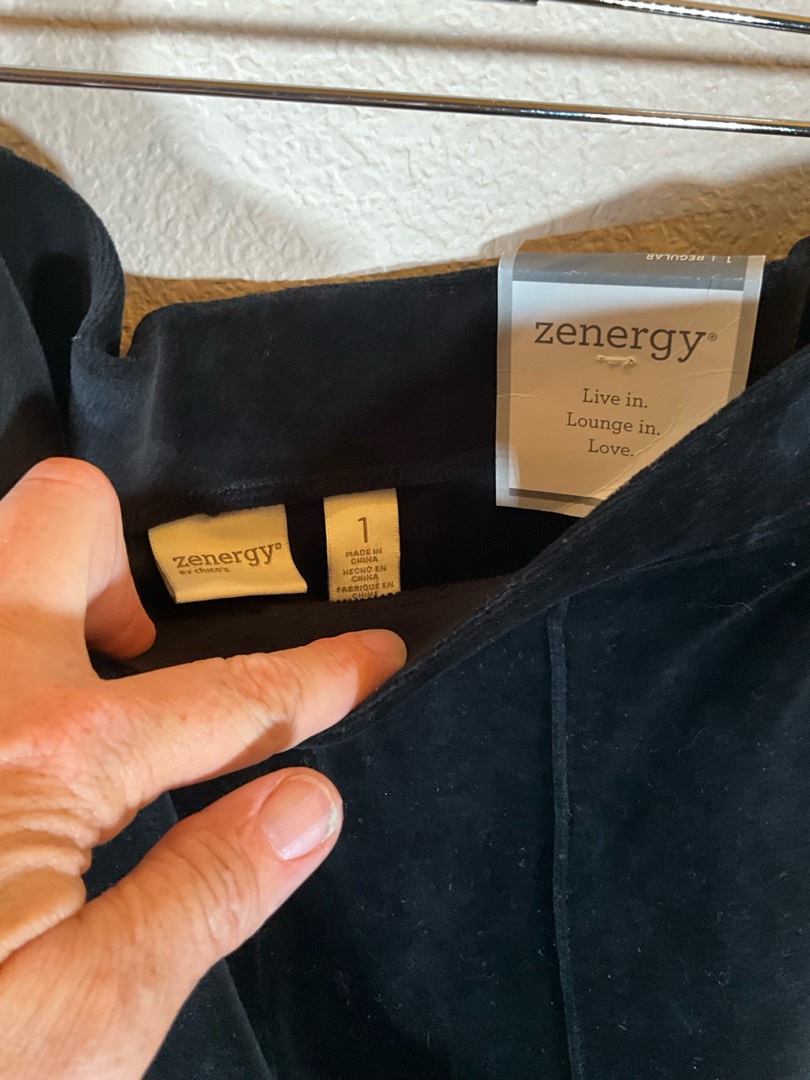 1 | REGULAR
zenergy®
Live in.
Lounge in.
Love.
zenergy®
BY chico's
1
MADE IN
CHINA
HECHO EN
CHINA
FABRIQUÉ EN
CHINE